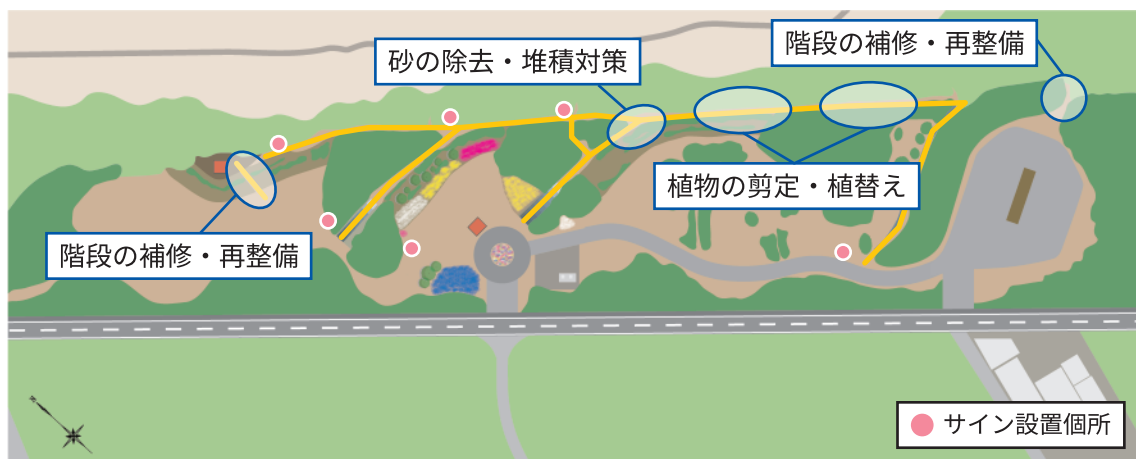 階段の補修・再整備
砂の除去・堆積対策
植物の剪定・植替え
階段の補修・再整備
サイン設置個所